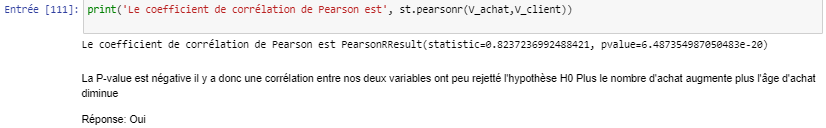 Entrée [111]: print('Le coefficient de corrélation de Pearson est', st.pearsonr(V_achat,V_client))
Le coefficient de corrélation de Pearson est PearsonRResult(statistic=0.8237236992488421, pvalue=6.487354987050483e-20)
La P-value est négative il y a donc une corrélation entre nos deux variables ont peu rejetté l'hypothèse H0 Plus le nombre d'achat augmente plus l'âge d'achat
diminue
Réponse: Oui